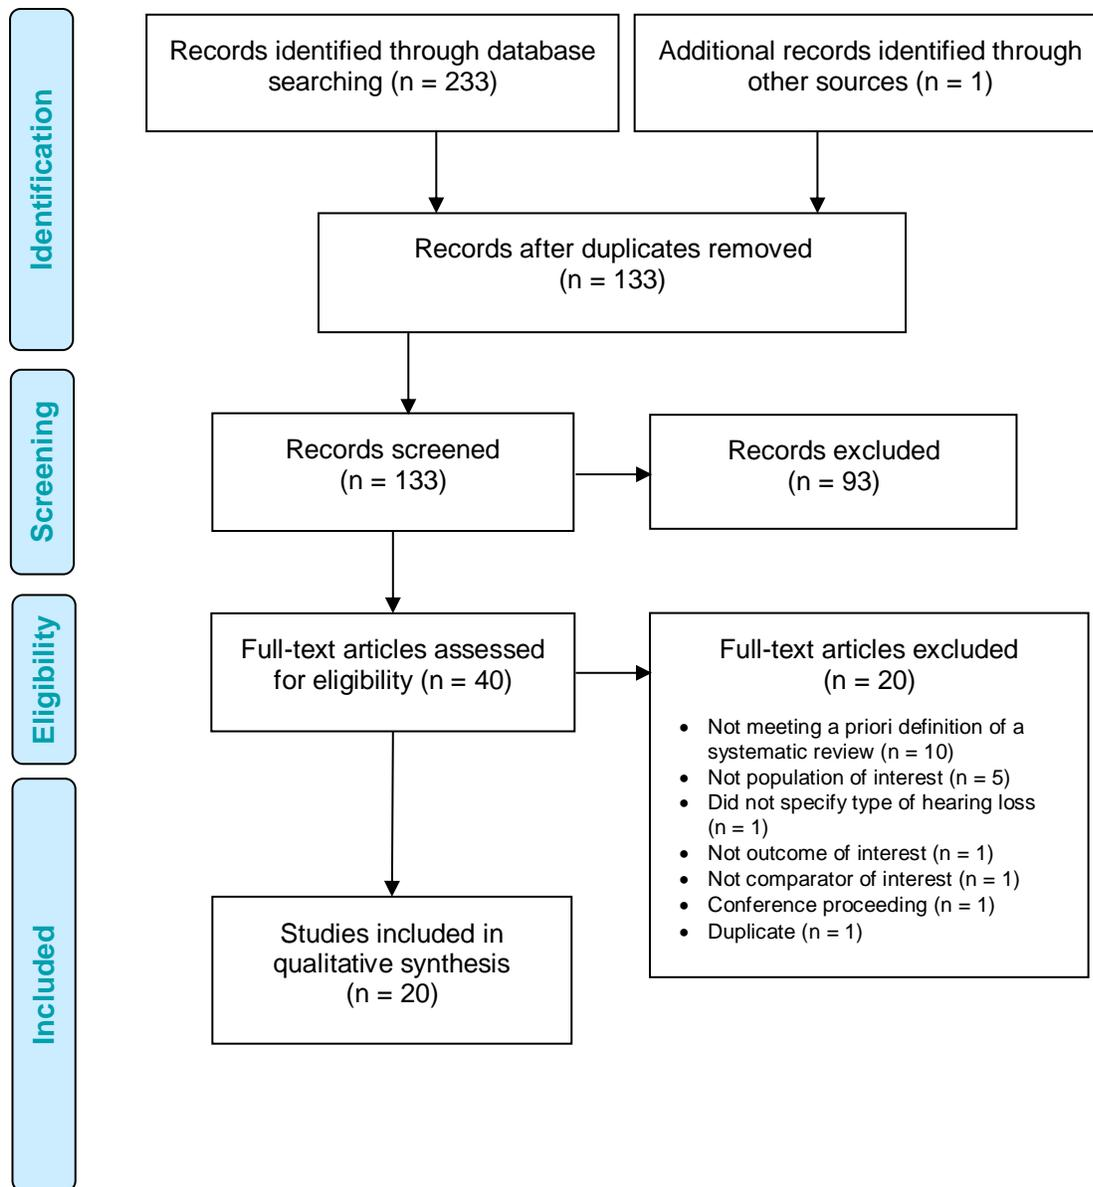 Identification
Records identified through database
searching (n = 233)
Additional records identified through
other sources (n = 1)
Records after duplicates removed
(n = 133)
Screening
Records screened
(n = 133)
Records excluded
(n = 93)
Eligibility
Full-text articles assessed
for eligibility (n = 40)
Full-text articles excluded
(n = 20)
• Not meeting a priori definition of a
systematic review (n = 10)
• Not population of interest (n = 5)
• Did not specify type of hearing loss
(n = 1)
• Not outcome of interest (n = 1)
• Not comparator of interest (n = 1)
• Conference proceeding (n = 1)
• Duplicate (n = 1)
Included
Studies included in
qualitative synthesis
(n = 20)